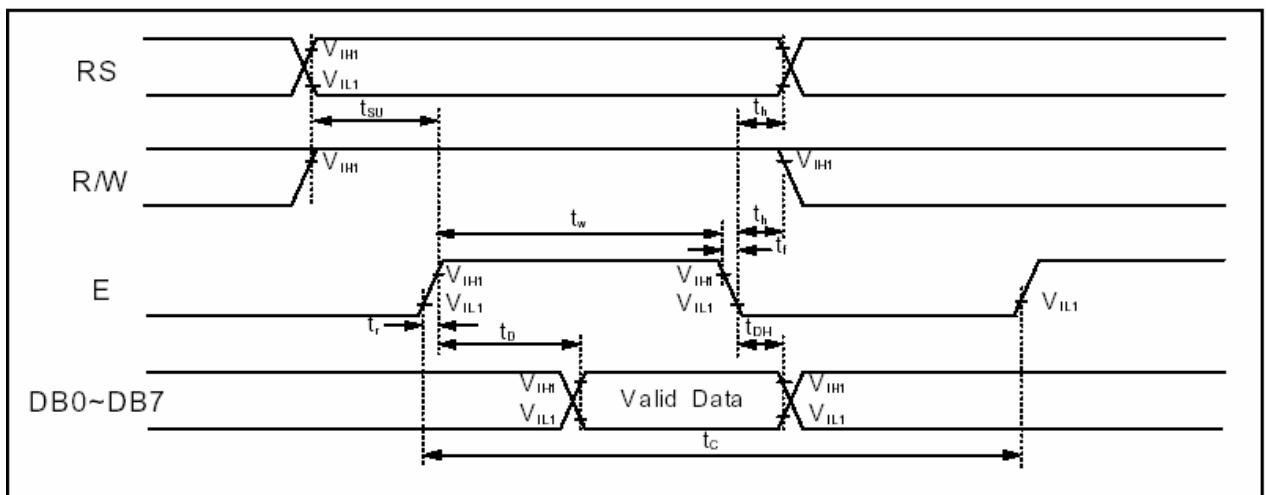 RS
VIH1
VIL1
tSU
th
R/W
VIH1
VIH1
tw
th
tf
E
VIH1
VIH1
VIL1
VIL1
VIL1
tr
tD
tDH
DB0~DB7
VIH1
Valid Data
VIH1
VIL1
VIL1
tC